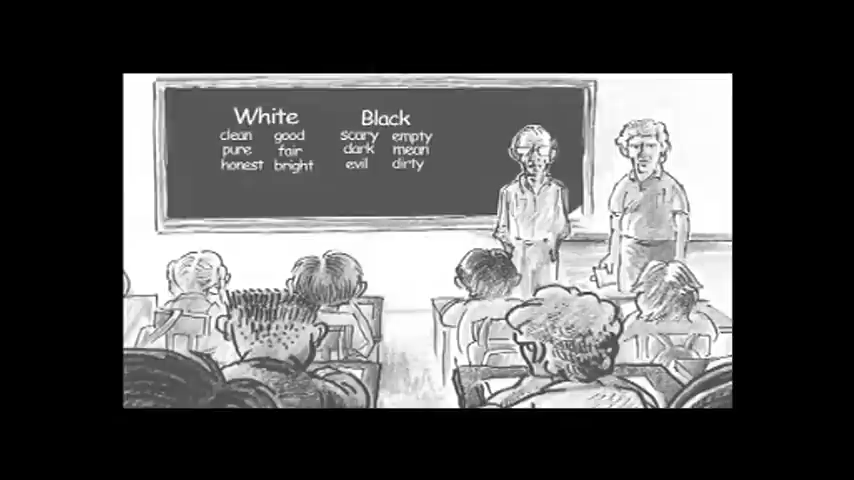 White Black
clean good scary empty
pure fair dark mean
honest bright evil dirty